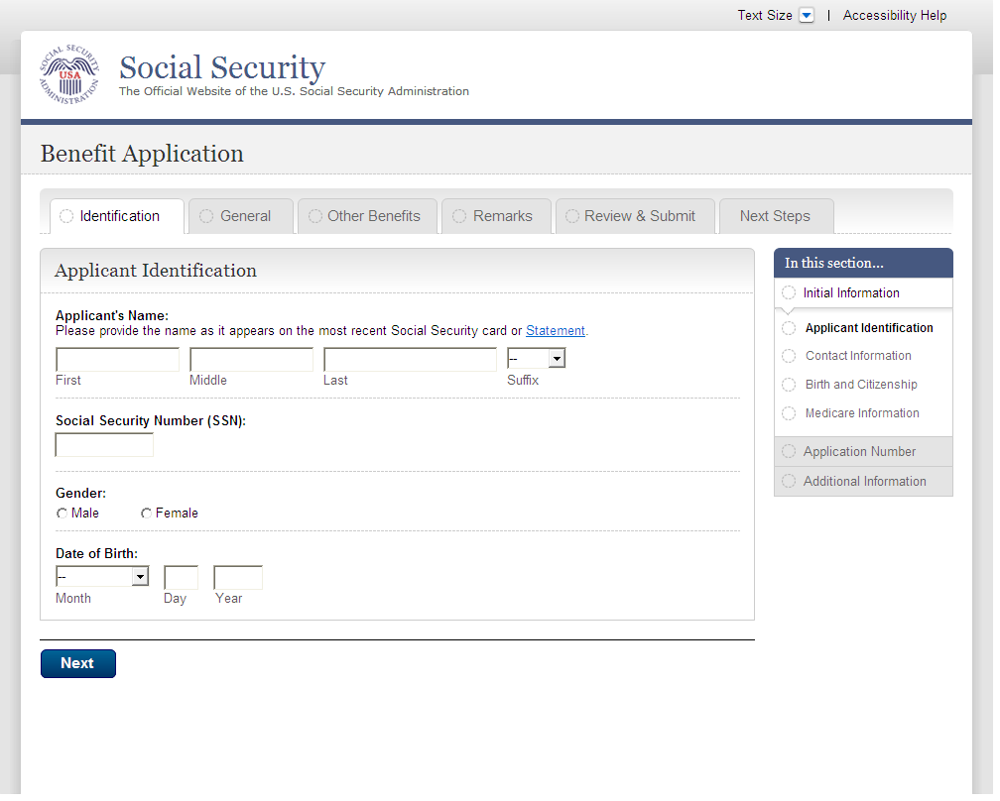 Text Size | Accessibility Help
SOCIAL SECURITY ADMINISTRATION
USA
Social Security
The Official Website of the U.S. Social Security Administration
Benefit Application
Identification General Other Benefits Remarks Review & Submit Next Steps
Applicant Identification
Applicant's Name:
Please provide the name as it appears on the most recent Social Security card or Statement.
--
First Middle Last Suffix
Social Security Number (SSN):
Gender:
Male Female
Date of Birth:
--
Month Day Year
Next
In this section...
Initial Information
Applicant Identification
Contact Information
Birth and Citizenship
Medicare Information
Application Number
Additional Information